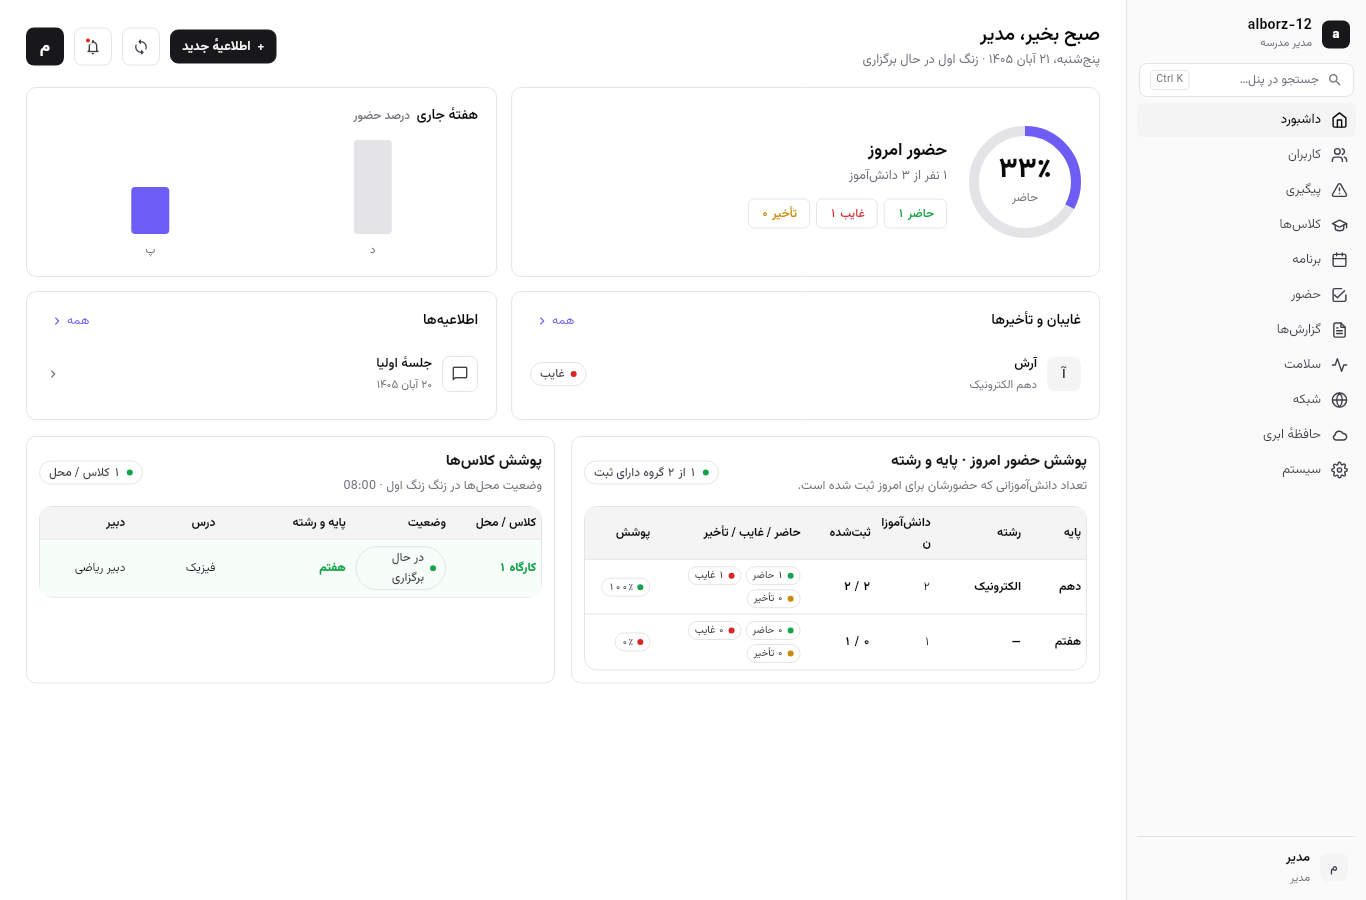 alborz-12
a
مدیر مدرسه
جستجو در پنل...
Ctrl K
داشبورد
کاربران
پیگیری
کلاس‌ها
برنامه
حضور
گزارش‌ها
سلامت
شبکه
حافظهٔ ابری
سیستم
م
مدیر
مدیر
صبح بخیر، مدیر
پنج‌شنبه، ۲۱ آبان ۱۴۰۵ · زنگ اول در حال برگزاری
+ اطلاعیهٔ جدید
م
۳۳٪
حاضر
حضور امروز
۱ نفر از ۳ دانش‌آموز
حاضر ۱
غایب ۱
تأخیر ۰
هفتهٔ جاری درصد حضور
د
پ
غایبان و تأخیرها
همه
آ
آرش
دهم الکترونیک
غایب
اطلاعیه‌ها
همه
جلسهٔ اولیا
۲۰ آبان ۱۴۰۵
پوشش حضور امروز · پایه و رشته
تعداد دانش‌آموزانی که حضورشان برای امروز ثبت شده است.
۱ از ۲ گروه دارای ثبت
پایه رشته دانش‌آموزا
ن ثبت‌شده حاضر / غایب / تأخیر پوشش
دهم الکترونیک ۲ ۲ / ۲ ۱ حاضر ۱ غایب
۰ تأخیر ۱۰۰٪
هفتم — ۱ ۰ / ۱ ۰ حاضر ۰ غایب
۰ تأخیر ۰٪
پوشش کلاس‌ها
وضعیت محل‌ها در زنگ زنگ اول · 08:00
۱ کلاس / محل
کلاس / محل وضعیت پایه و رشته درس دبیر
کارگاه ۱ در حال
برگزاری هفتم فیزیک دبیر ریاضی